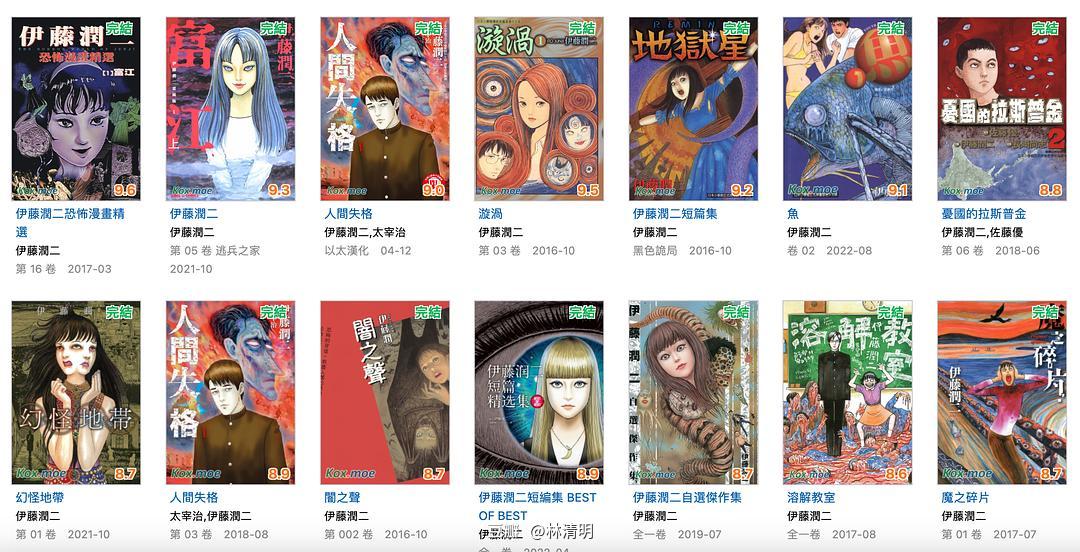 完結
伊藤潤二
恐怖漫畫精選
[1]富江
Kox.moe
9.6
伊藤潤二恐怖漫畫精
選
伊藤潤二
第 16 卷 2017-03
完結
富江
上
Kox.moe
9.3
伊藤潤二
伊藤潤二
第 05 卷 逃兵之家
2021-10
完結
人間失格
Kox.moe
9.0
人間失格
伊藤潤二,太宰治
以太漢化 04-12
完結
漩渦
1
伊藤潤二
Kox.moe
9.5
漩渦
伊藤潤二
第 03 卷 2016-10
完結
REMIN
地獄星
Kox.moe
9.2
伊藤潤二短篇集
伊藤潤二
黑色詭局 2016-10
完結
1
Kox.moe
9.1
魚
伊藤潤二
卷 02 2022-08
完結
憂國的拉斯普金
2
Kox.moe
8.8
憂國的拉斯普金
伊藤潤二,佐藤優
第 06 卷 2018-06
完結
幻怪地帯
Kox.moe
8.7
幻怪地帶
伊藤潤二
第 01 卷 2021-10
完結
人間失格
Kox.moe
8.9
人間失格
太宰治,伊藤潤二
第 03 卷 2018-08
完結
闇之聲
伊藤潤二
Kox.moe
8.7
闇之聲
伊藤潤二
第 002 卷 2016-10
完結
伊藤润二
短篇
精选集
Kox.moe
8.9
伊藤潤二短編集 BEST
OF BEST
伊藤潤二
全一卷 2022-04
完結
伊藤潤二自選傑作集
Kox.moe
8.7
伊藤潤二自選傑作集
伊藤潤二
全一卷 2019-07
完結
溶解教室
伊藤潤二
Kox.moe
8.6
溶解教室
伊藤潤二
全一卷 2017-08
完結
之碎片
伊藤潤二
Kox.moe
8.7
魔之碎片
伊藤潤二
第 01 卷 2017-07
豆瓣 @林清明